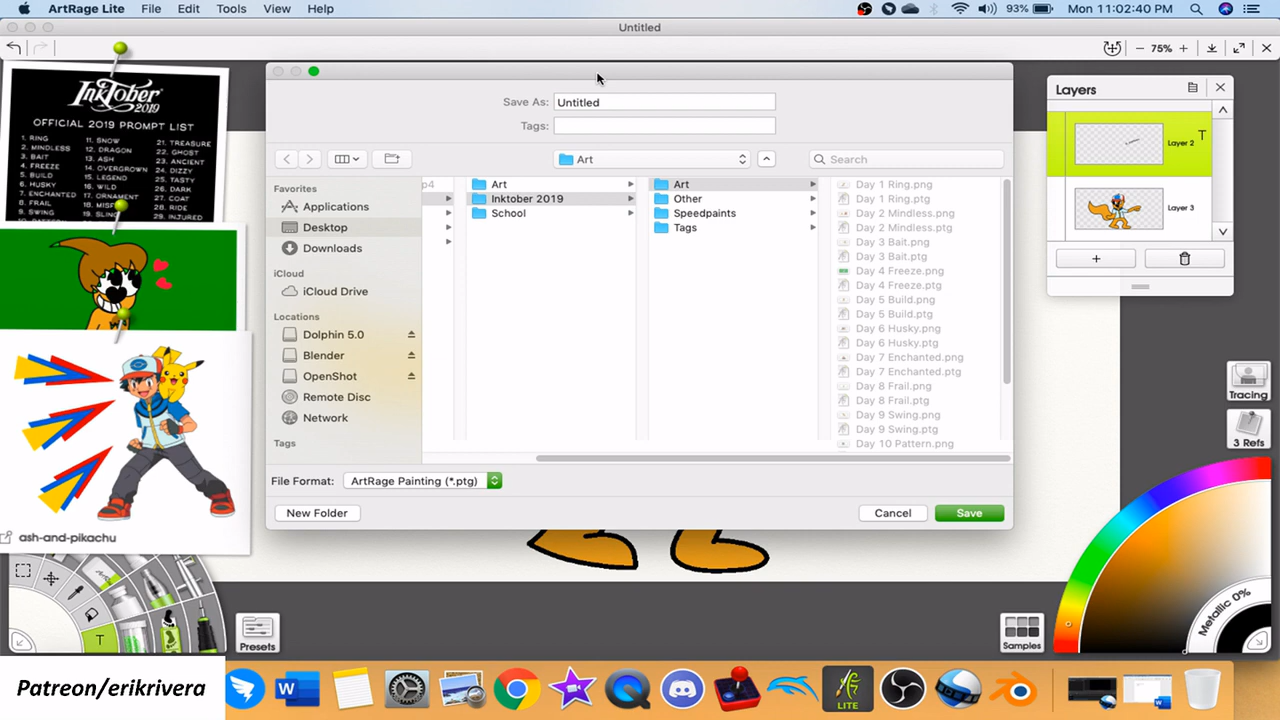 ArtRage Lite File Edit Tools View Help 93% Mon 11:02:40 PM
Untitled
75%
INKTOBER
2019
OFFICIAL 2019 PROMPT LIST
1. RING
2. MINDLESS
3. BAIT
4. FREEZE
5. BUILD
6. HUSKY
7. ENCHANTED
8. FRAIL
9. SWING
11. SNOW
12. DRAGON
13. ASH
14. OVERGROWN
15. LEGEND
16. WILD
17. ORNAMENT
18. MISF
19. SLING
21. TREASURE
22. GHOST
23. ANCIENT
24. DIZZY
25. TASTY
26. DARK
27. COAT
28. RIDE
29. INJURED
ash-and-pikachu
Save As: Untitled
Tags:
Art
Search
Favorites
Applications
Desktop
Downloads
iCloud
iCloud Drive
Locations
Dolphin 5.0
Blender
OpenShot
Remote Disc
Network
Tags
p4
Art
Inktober 2019
School
Art
Other
Speedpaints
Tags
Day 1 Ring.png
Day 1 Ring.ptg
Day 2 Mindless.png
Day 2 Mindless.ptg
Day 3 Bait.png
Day 3 Bait.ptg
Day 4 Freeze.png
Day 4 Freeze.ptg
Day 5 Build.png
Day 5 Build.ptg
Day 6 Husky.png
Day 6 Husky.ptg
Day 7 Enchanted.png
Day 7 Enchanted.ptg
Day 8 Frail.png
Day 8 Frail.ptg
Day 9 Swing.png
Day 9 Swing.ptg
Day 10 Pattern.png
File Format: ArtRage Painting (*.ptg)
New Folder
Cancel
Save
Layers
Layer 2 T
Layer 3
Tracing
3 Refs
Metallic 0%
Samples
Presets
T
Patreon/erikrivera
W
LITE